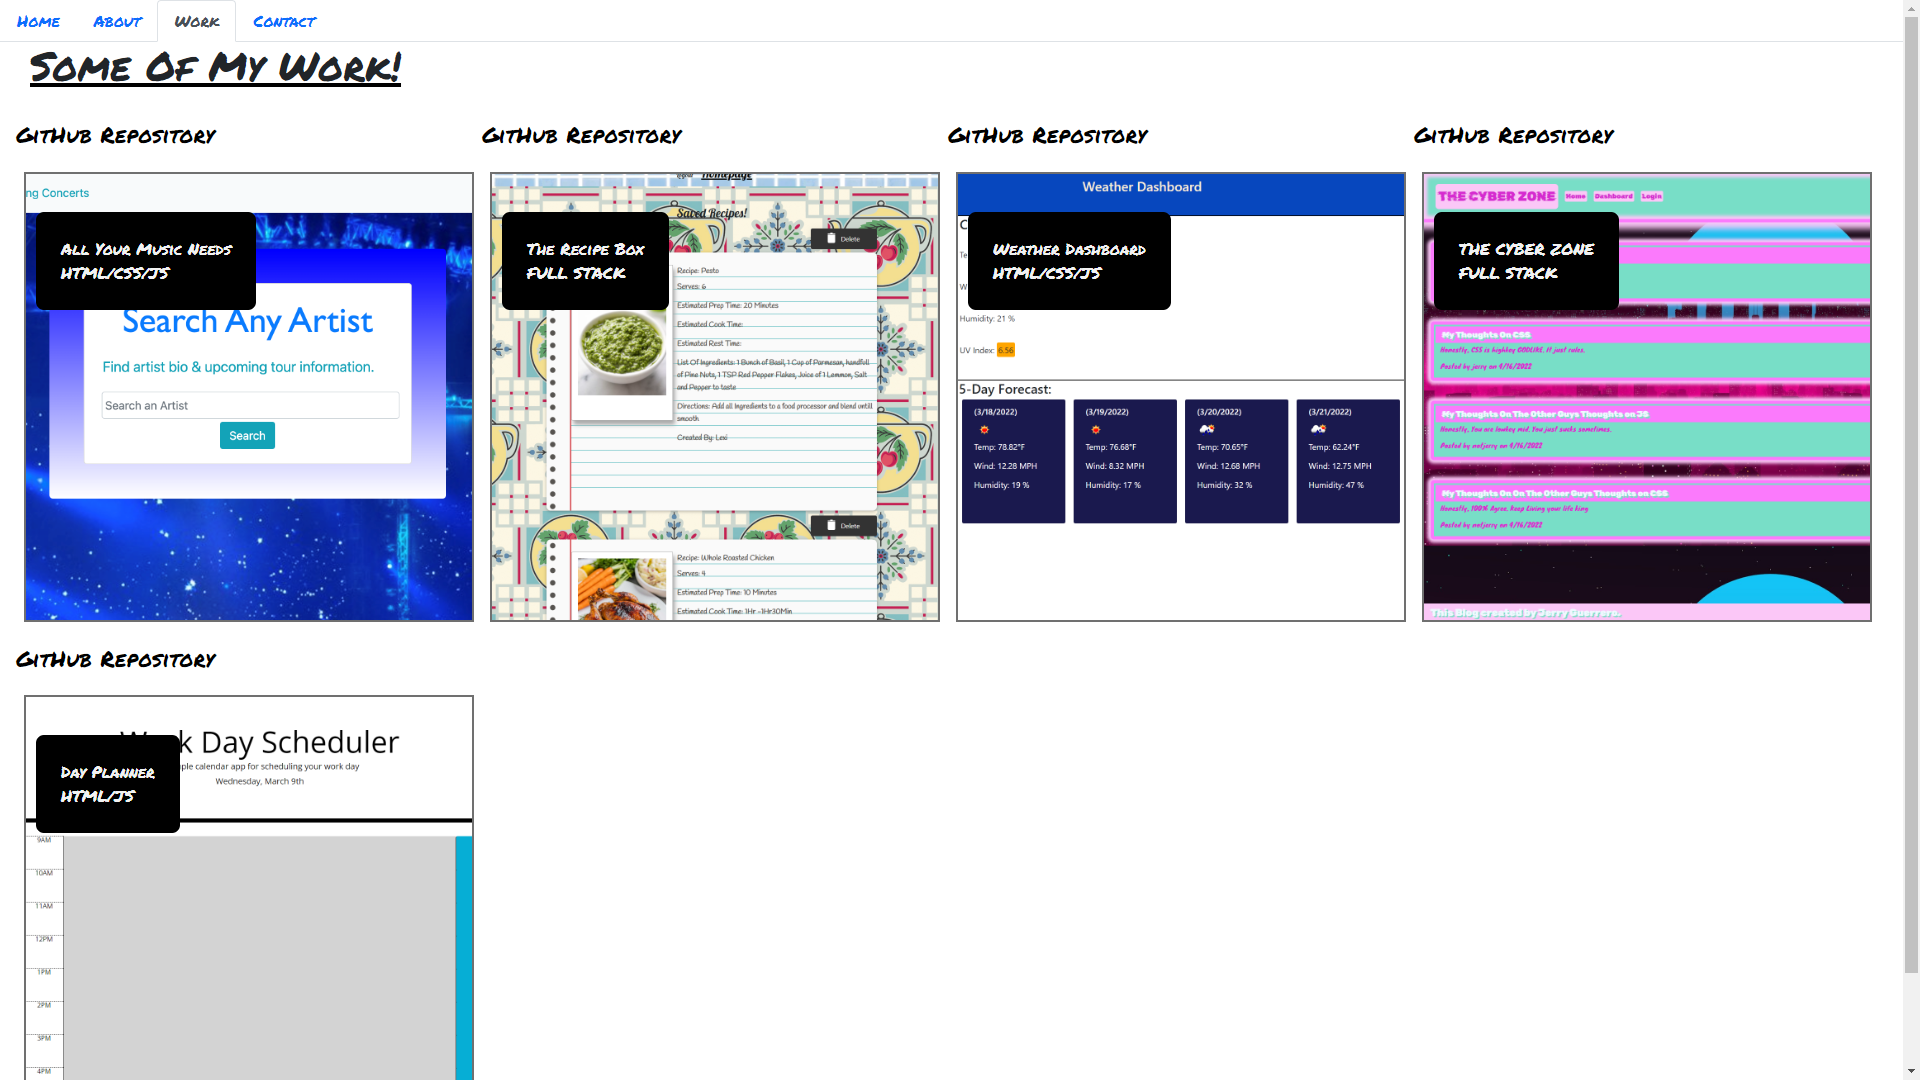 Home About Work Contact
Some Of My Work!
GitHub Repository
ng Concerts
All Your Music Needs
HTML/CSS/JS
Search Any Artist
Find artist bio & upcoming tour information.
Search an Artist
Search
GitHub Repository
Homepage
Saved Recipes!
The Recipe Box
FULL STACK
Delete
Recipe: Pesto
Serves: 6
Estimated Prep Time: 20 Minutes
Estimated Cook Time:
Estimated Rest Time:
List Of Ingredients: 1 Bunch of Basil, 1 Cup of Parmesan, handfull
of Pine Nuts, 1 TSP Red Pepper Flakes, Juice of 1 Lemmon, Salt
and Pepper to taste
Directions: Add all Ingredients to a food processor and blend until
smooth
Created By: Lexi
Delete
Recipe: Whole Roasted Chicken
Serves: 4
Estimated Prep Time: 10 Minutes
Estimated Cook Time: 1Hr -1Hr30Min
GitHub Repository
Weather Dashboard
C
Te
W
Weather Dashboard
HTML/CSS/JS
Humidity: 21 %
UV Index: 6.56
5-Day Forecast:
(3/18/2022) (3/19/2022) (3/20/2022) (3/21/2022)
Temp: 78.82°F Temp: 76.68°F Temp: 70.65°F Temp: 62.24°F
Wind: 12.28 MPH Wind: 8.32 MPH Wind: 12.68 MPH Wind: 12.75 MPH
Humidity: 19 % Humidity: 17 % Humidity: 32 % Humidity: 47 %
GitHub Repository
THE CYBER ZONE Home Dashboard Login
THE CYBER ZONE
FULL STACK
My Thoughts On CSS
Honestly, CSS is highkey GODLIKE. It just rules.
Posted by jerry on 4/16/2022
My Thoughts On The Other Guys Thoughts on JS
Honestly, You are lowkey mid. You just sucks sometimes.
Posted by notjerry on 4/16/2022
My Thoughts On On The Other Guys Thoughts on CSS
Honestly, 100% Agree, keep Living your life king
Posted by notjerry on 4/16/2022
This Blog created by Jerry Guerrero.
GitHub Repository
k Day Scheduler
ple calendar app for scheduling your work day
Wednesday, March 9th
Day Planner
HTML/JS
9AM
10AM
11AM
12PM
1PM
2PM
3PM
4PM